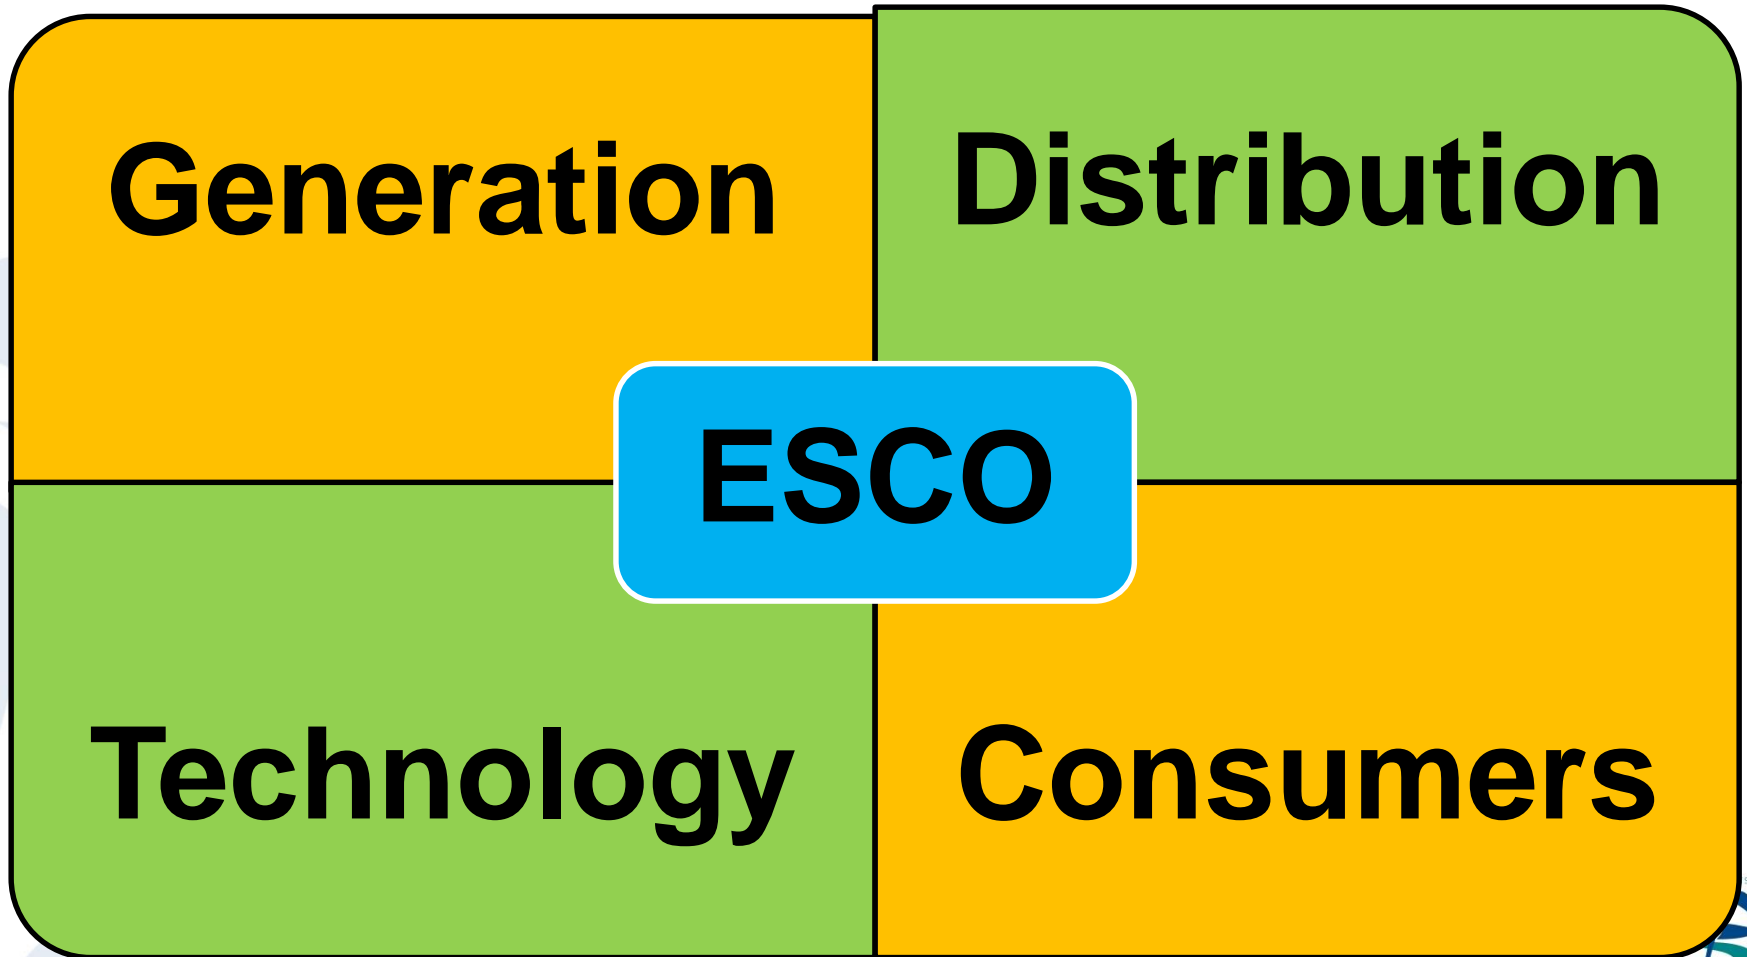 Generation
Distribution
ESCO
Technology
Consumers